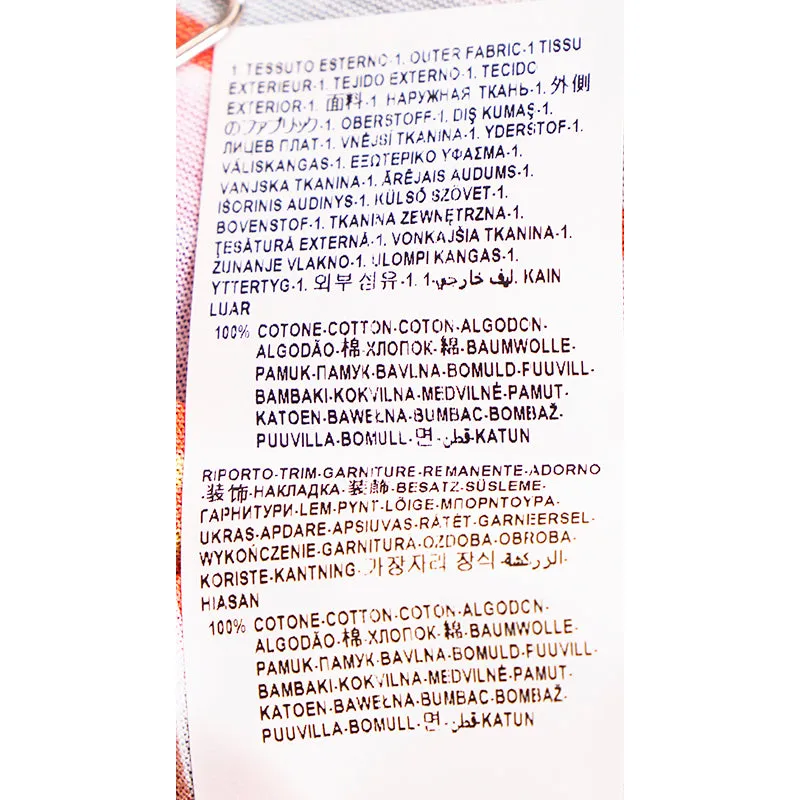 1. TESSUTO ESTERNO-1. OUTER FABRIC-1 TISSU
EXTERIEUR-1. TEJIDO EXTERNO-1. TECIDO
EXTERIOR-1. 面料-1. НАРУЖНАЯ ТКАНЬ-1. 外側
のファブリック-1. OBERSTOFF-1. DIŞ KUMAŞ-1.
ЛИЦЕВ ПЛАТ-1. VNĚJŠÍ TKANINA-1. YDERSTOF-1.
VÄLISKANGAS-1. ΕΞΩΤΕΡΙΚΟ ΥΦΑΣΜΑ-1.
VANJSKA TKANINA-1. ĀRĒJAIS AUDUMS-1.
IŠORINIS AUDINYS-1. KÜLSŐ SZÖVET-1.
BOVENSTOF-1. TKANINA ZEWNĘTRZNA-1.
ŢESĂTURĂ EXTERNĂ-1. VONKAJŠIA TKANINA-1.
ZUNANJE VLAKNO-1. ULOMPI KANGAS-1.
YTTERTYG-1. 외부 섬유-1. 1-ليف خارجي. KAIN
LUAR
100% COTONE-COTTON-COTON-ALGODON-
ALGODÃO-棉-ХЛОПОК-綿-BAUMWOLLE-
PAMUK-ПАМУК-BAVLNA-BOMULD-PUUVILL-
BAMBAKI-KOKVILNA-MEDVILNĖ-PAMUT-
KATOEN-BAWEŁNA-BUMBAC-BOMBAŽ-
PUUVILLA-BOMULL-면-قطن-KATUN
RIPORTO-TRIM-GARNITURE-REMANENTE-ADORNO
-装饰-НАКЛАДКА-装飾-BESATZ-SÜSLEME-
ГАРНИТУРИ-LEM-PYNT-LÕIGE-ΜΠΟΡΝΤΟΥΡΑ-
UKRAS-APDARE-APSIUVAS-RÁTÉT-GARNEERSEL-
WYKOŃCZENIE-GARNITURA-OZDOBA-OBROBA-
KORISTE-KANTNING-가장자리 장식-الزركشة-
HIASAN
100% COTONE-COTTON-COTON-ALGODON-
ALGODÃO-棉-ХЛОПОК-綿-BAUMWOLLE-
PAMUK-ПАМУК-BAVLNA-BOMULD-PUUVILL-
BAMBAKI-KOKVILNA-MEDVILNĖ-PAMUT-
KATOEN-BAWEŁNA-BUMBAC-BOMBAŽ-
PUUVILLA-BOMULL-면-قطن-KATUN